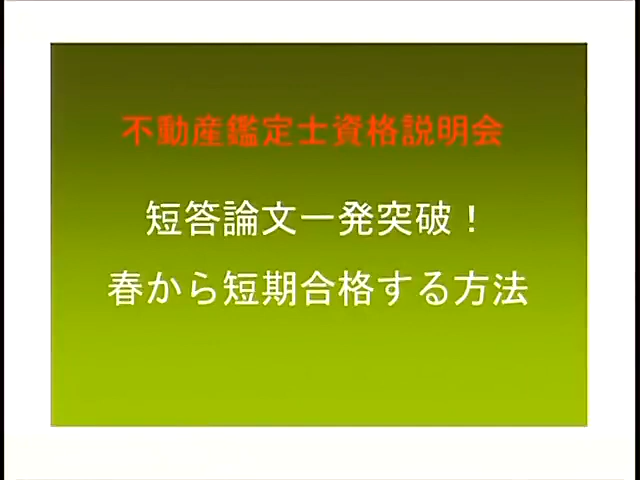 不動産鑑定士資格説明会
短答論文一発突破！
春から短期合格する方法